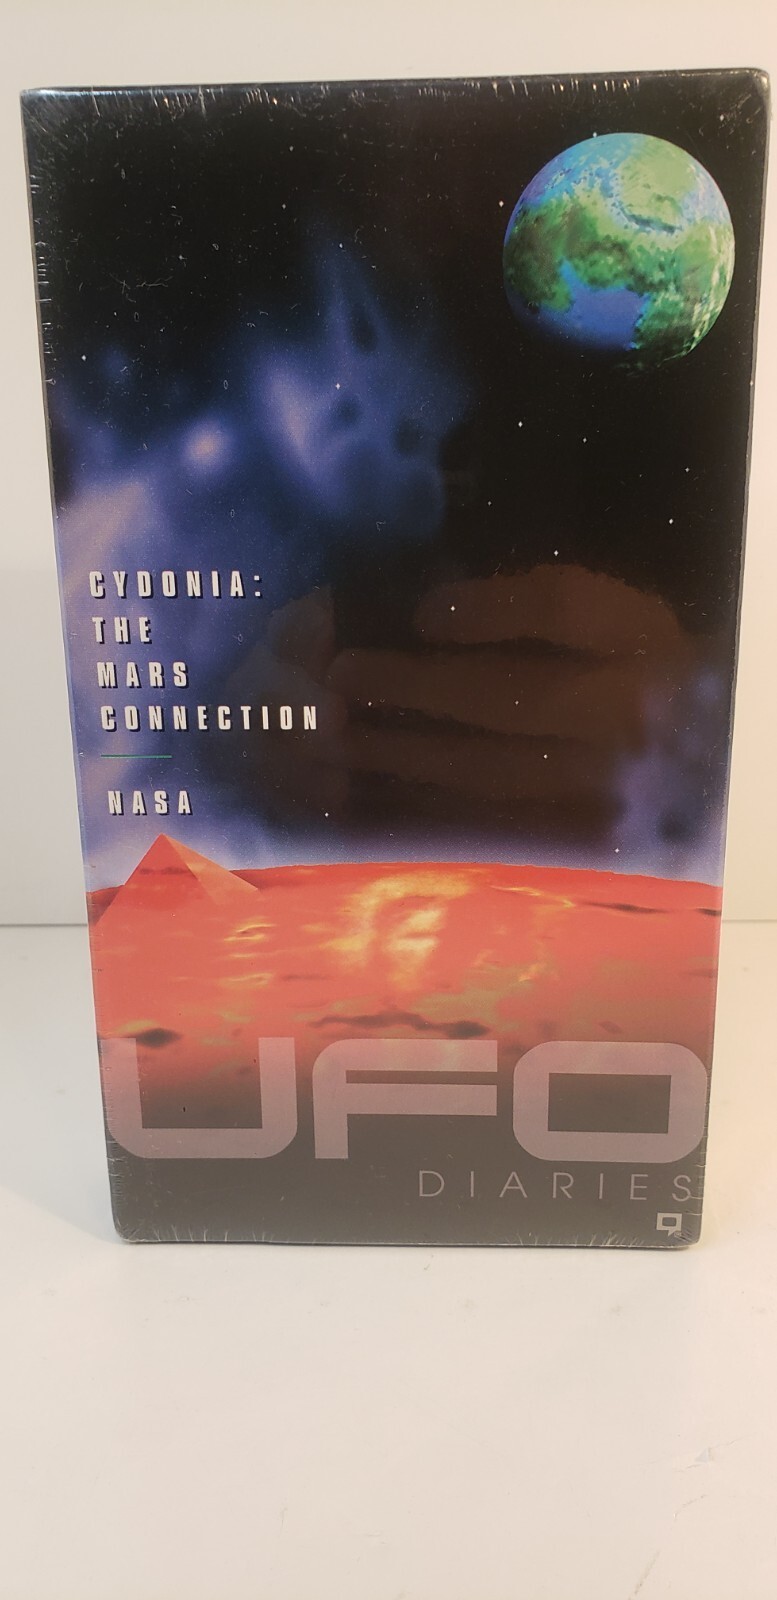 CYDONIA:
THE
MARS
CONNECTION
NASA
UFO
DIARIES